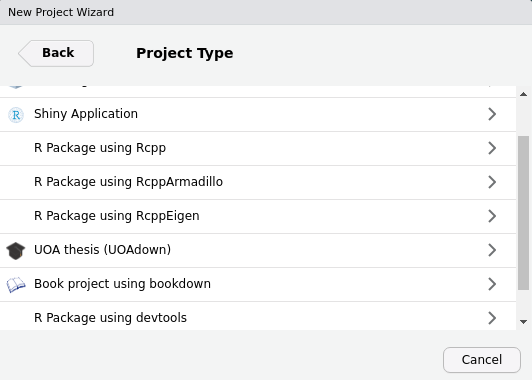 New Project Wizard
Back
Project Type
Shiny Application
R Package using Rcpp
R Package using RcppArmadillo
R Package using RcppEigen
UOA thesis (UOAdown)
Book project using bookdown
R Package using devtools
Cancel